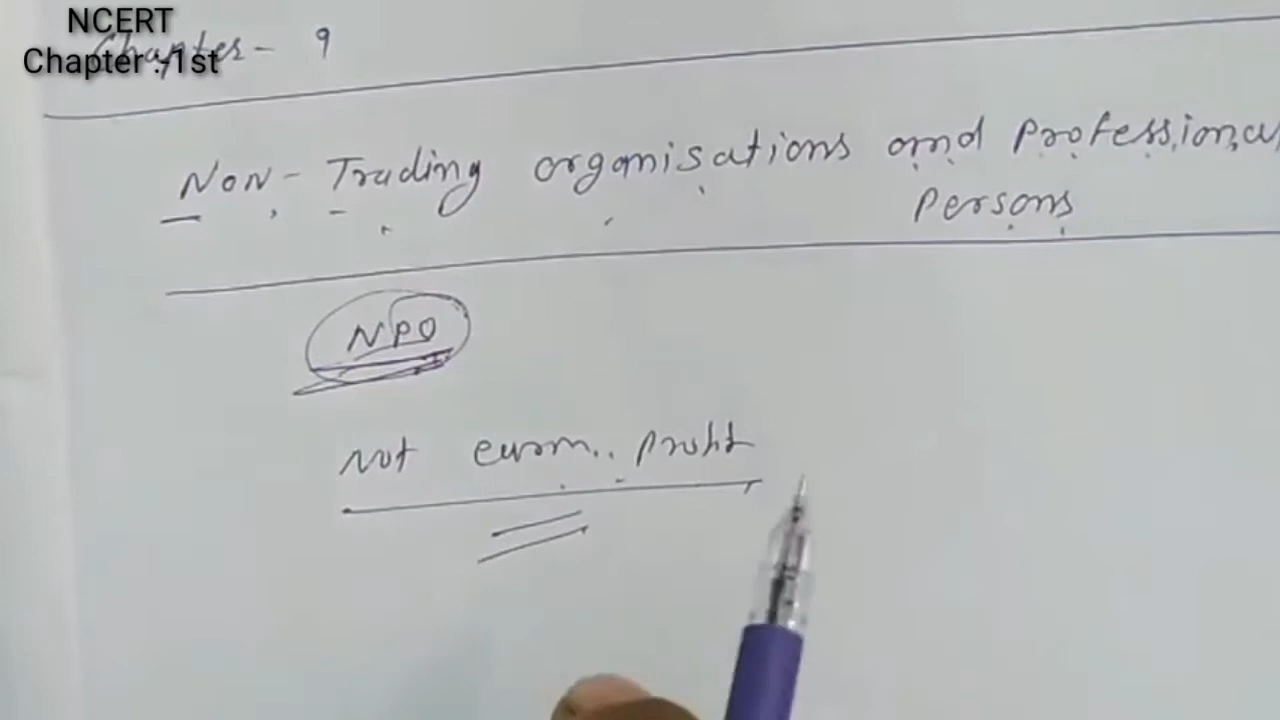 NCERT
Chapter :1st
Chapter - 9
Non - Trading organisations and Professional
Persons
NPO
Not earn.. profit